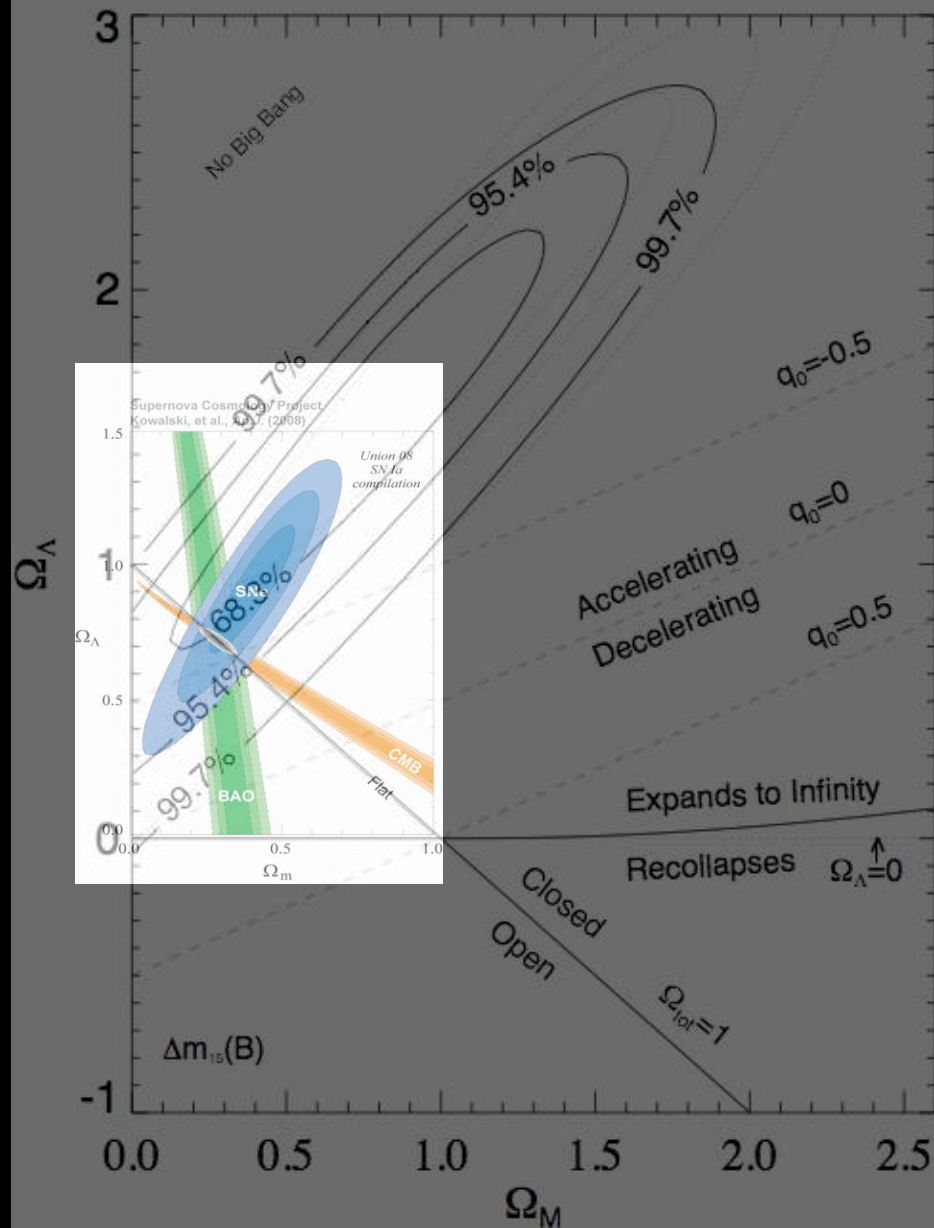 3
No Big Bang
95.4%
99.7%
2
99.7%
q₀=-0.5
Supernova Cosmology Project
Kowalski, et al., Ap.J. (2008)
1.5
Union 08
SN Ia
compilation
q₀=0
Ω_Λ
1
1.0
SNe
68.3%
Accelerating
Decelerating
q₀=0.5
Ω_Λ
0.5
95.4%
99.7%
BAO
CMB
Flat
Expands to Infinity
0
0.0
0.0
0.5
1.0
Ω_m
Recollapses
Ω_Λ=0
Closed
Open
Ω_tot=1
Δm₁₅(B)
-1
0.0
0.5
1.0
1.5
2.0
2.5
Ω_M